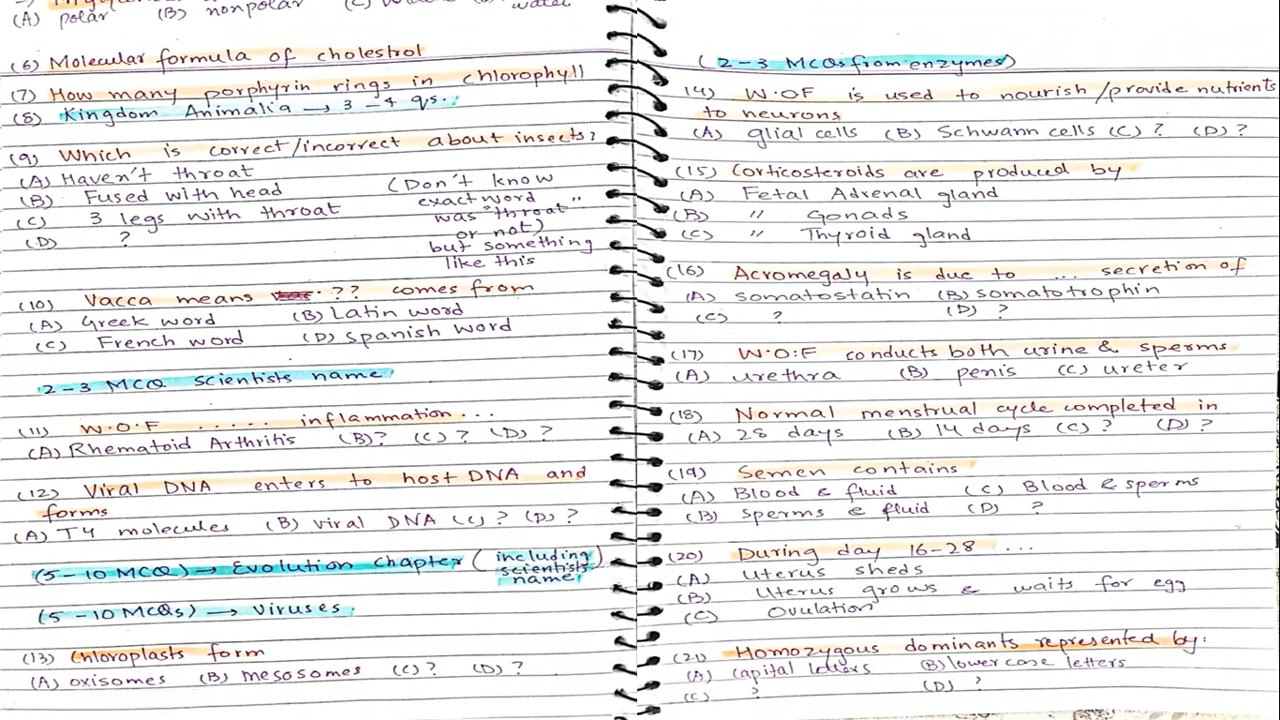 (A) polar (B) nonpolar water
(6) Molecular formula of cholestrol
(7) How many porphyrin rings in chlorophyll
(8) Kingdom Animalia → 3-4 qs.
(9) Which is correct/incorrect about insects?
(A) Haven't throat
(B) Fused with head
(C) 3 legs with throat
(D) ?
(Don't know
exact word
was "throat"
or not)
but something
like this
(10) Vacca means ?? comes from
(A) Greek word (B) Latin word
(C) French word (D) Spanish word
2-3 MCQ scientists name
(11) W.O.F ..... inflammation...
(A) Rhematoid Arthritis (B)? (C)? (D)?
(12) Viral DNA enters to host DNA and
forms
(A) T4 molecules (B) viral DNA (C)? (D)?
(5-10 MCQ) → Evolution chapter (including
scientists
name)
(5-10 MCQs) → Viruses
(13) Chloroplasts form
(A) oxisomes (B) mesosomes (C)? (D)?
(2-3 MCQs from enzymes)
(14) W.OF is used to nourish/provide nutrients
to neurons
(A) glial cells (B) Schwann cells (C)? (D)?
(15) Corticosteroids are produced by
(A) Fetal Adrenal gland
(B) " Gonads
(C) " Thyroid gland
(16) Acromegaly is due to ... secretion of
(A) somatostatin (B) somatotrophin
(C) ? (D) ?
(17) W.O.F conducts both urine & sperms
(A) urethra (B) penis (C) ureter
(18) Normal menstrual cycle completed in
(A) 28 days (B) 14 days (C)? (D)?
(19) Semen contains
(A) Blood & fluid (C) Blood & sperms
(B) sperms & fluid (D) ?
(20) During day 16-28 ...
(A) Uterus sheds
(B) Uterus grows & waits for egg
(C) Ovulation
(21) Homozygous dominants represented by:
(A) capital letters (B) lower case letters
(C) ? (D) ?